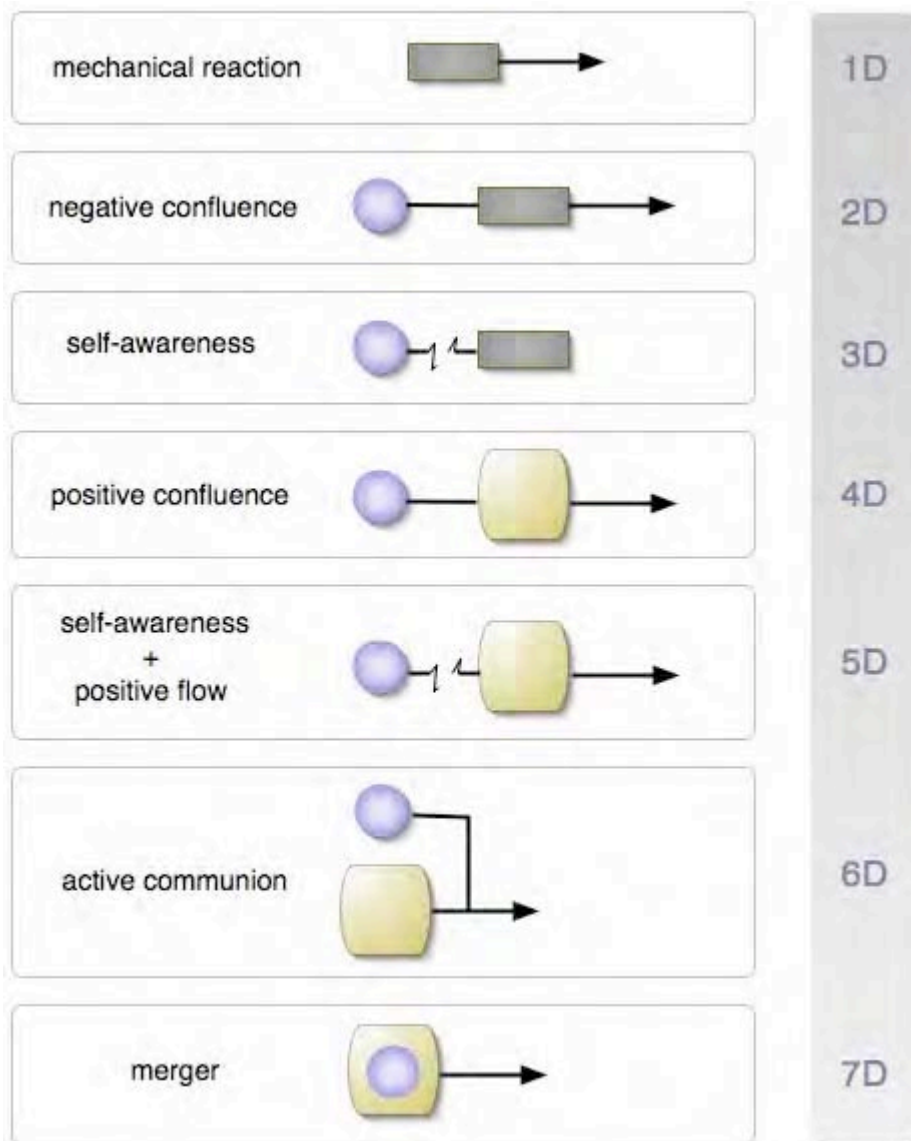 mechanical reaction
1D
negative confluence
2D
self-awareness
3D
positive confluence
4D
self-awareness
+
positive flow
5D
active communion
6D
merger
7D